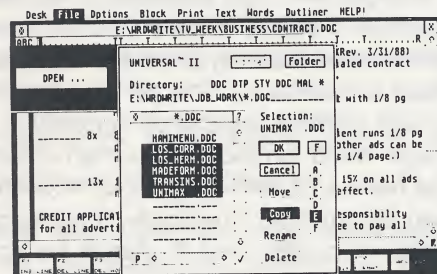 Desk File Options Block Print Text Words Outliner HELP!
E:\WRDWRITE\TV_WEEK\BUSINESS\CONTRACT.DOC
(Rev. 3/31/88)
OPEN ...
UNIVERSAL™ II
Folder
Directory: DOC DTP STY DOC MAL *
E:\WRDWRITE\JOB_WORK\*.DOC
*.DOC ?
Selection:
UNIMAX .DOC
MAMIMENU.DOC
LOS_CORR.DOC
LOS_HERM.DOC
MADEFORM.DOC
TRANSINS.DOC
UNIMAX .DOC
OK F
Cancel A
Move B
C
Copy D
E
Rename F
Delete
P
t with 1/8 pg
8x
lent runs 1/8 pg
other ads can be
s 1/4 page.)
13x
15% on all ads
effect.
CREDIT APPLICAT
for all adverti
esponsibility
ee to pay all